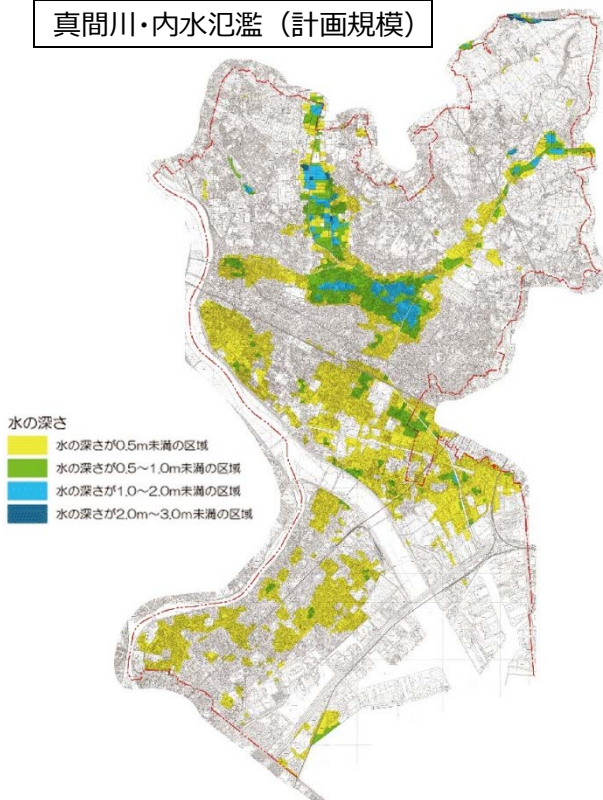 真間川・内水氾濫（計画規模）
水の深さ
水の深さが0.5m未満の区域
水の深さが0.5～1.0m未満の区域
水の深さが1.0～2.0m未満の区域
水の深さが2.0m～3.0m未満の区域